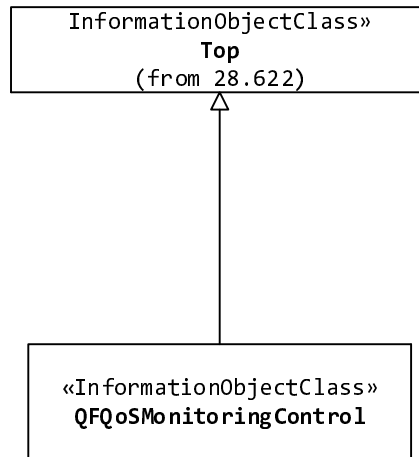 InformationObjectClass»
Top
(from 28.622)
«InformationObjectClass»
QFQoSMonitoringControl